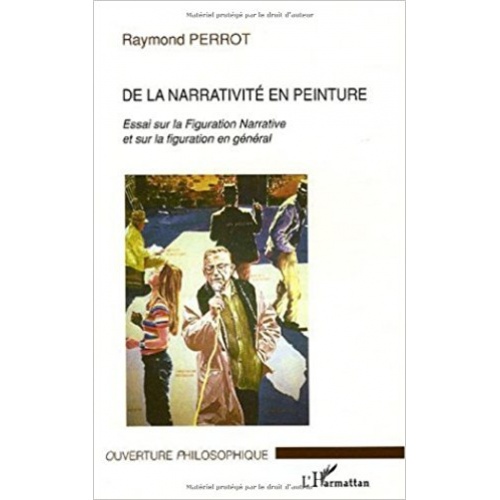 Matériel protégé par le droit d'auteur
Raymond PERROT
DE LA NARRATIVITÉ EN PEINTURE
Essai sur la Figuration Narrative
et sur la figuration en général
OUVERTURE PHILOSOPHIQUE
L'Harmattan
Matériel protégé par le droit d'auteur